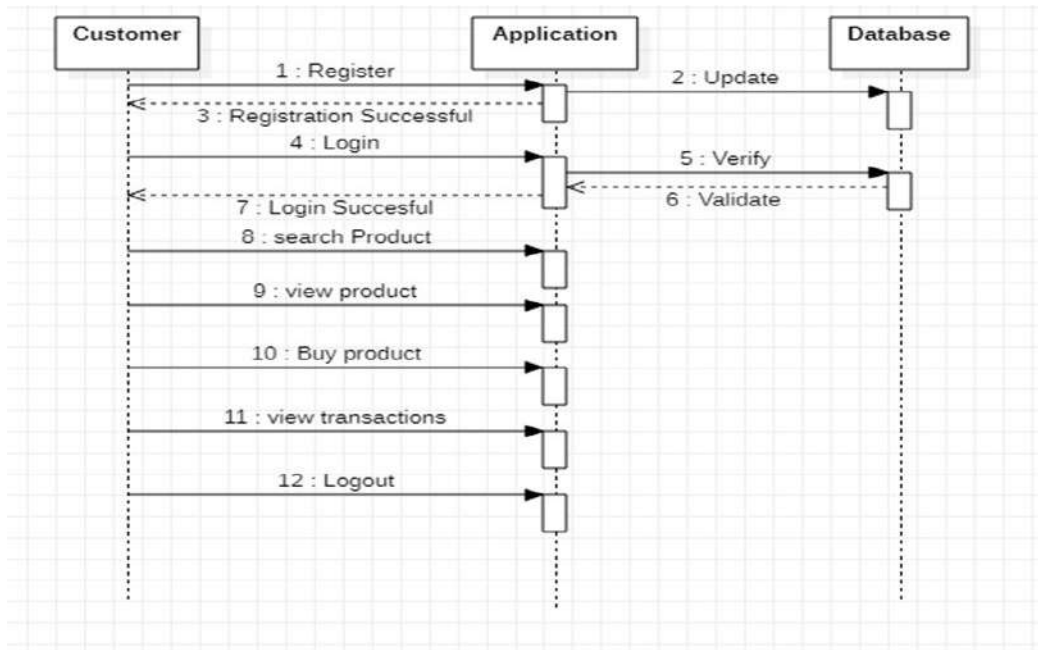 Customer
Application
Database
1 : Register
2 : Update
3 : Registration Successful
4 : Login
5 : Verify
6 : Validate
7 : Login Succesful
8 : search Product
9 : view product
10 : Buy product
11 : view transactions
12 : Logout